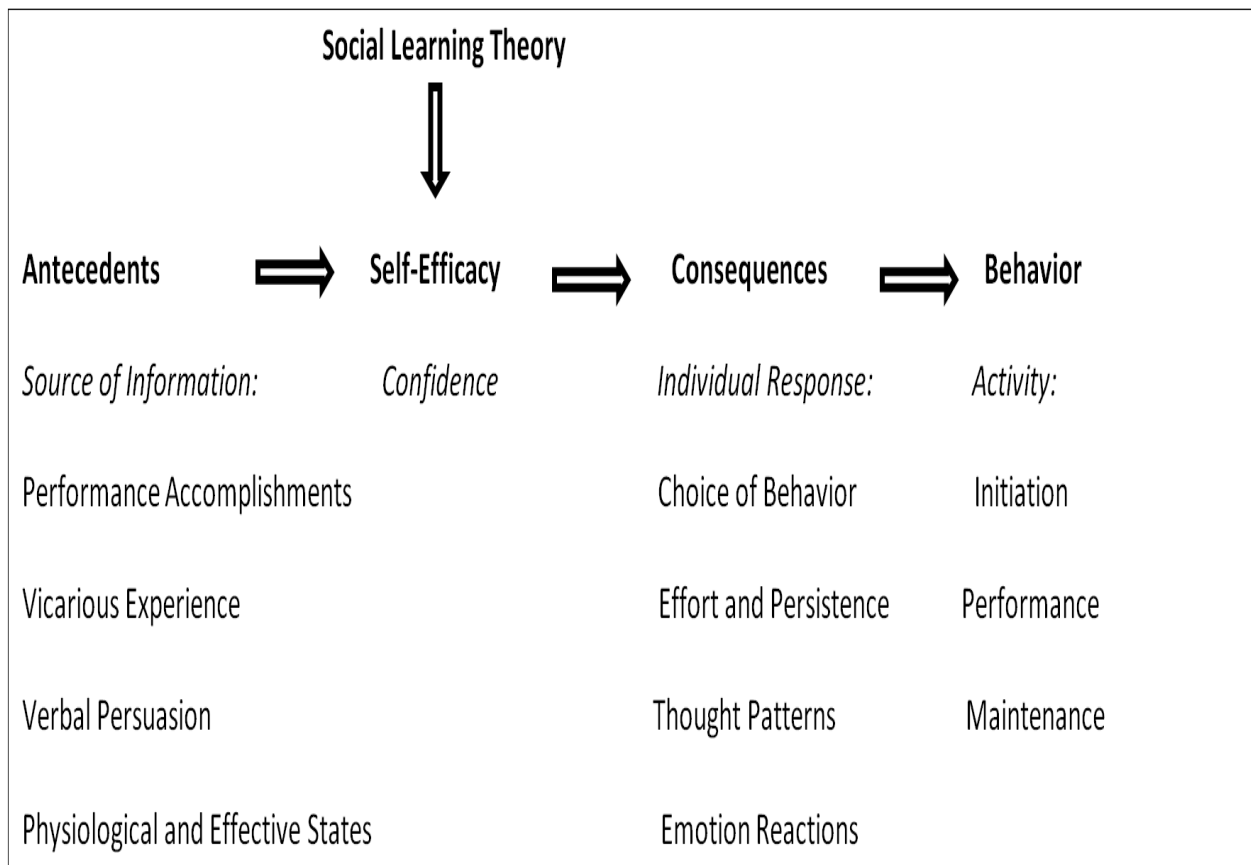 Social Learning Theory
Antecedents Self-Efficacy Consequences Behavior
Source of Information: Confidence Individual Response: Activity:
Performance Accomplishments Choice of Behavior Initiation
Vicarious Experience Effort and Persistence Performance
Verbal Persuasion Thought Patterns Maintenance
Physiological and Effective States Emotion Reactions